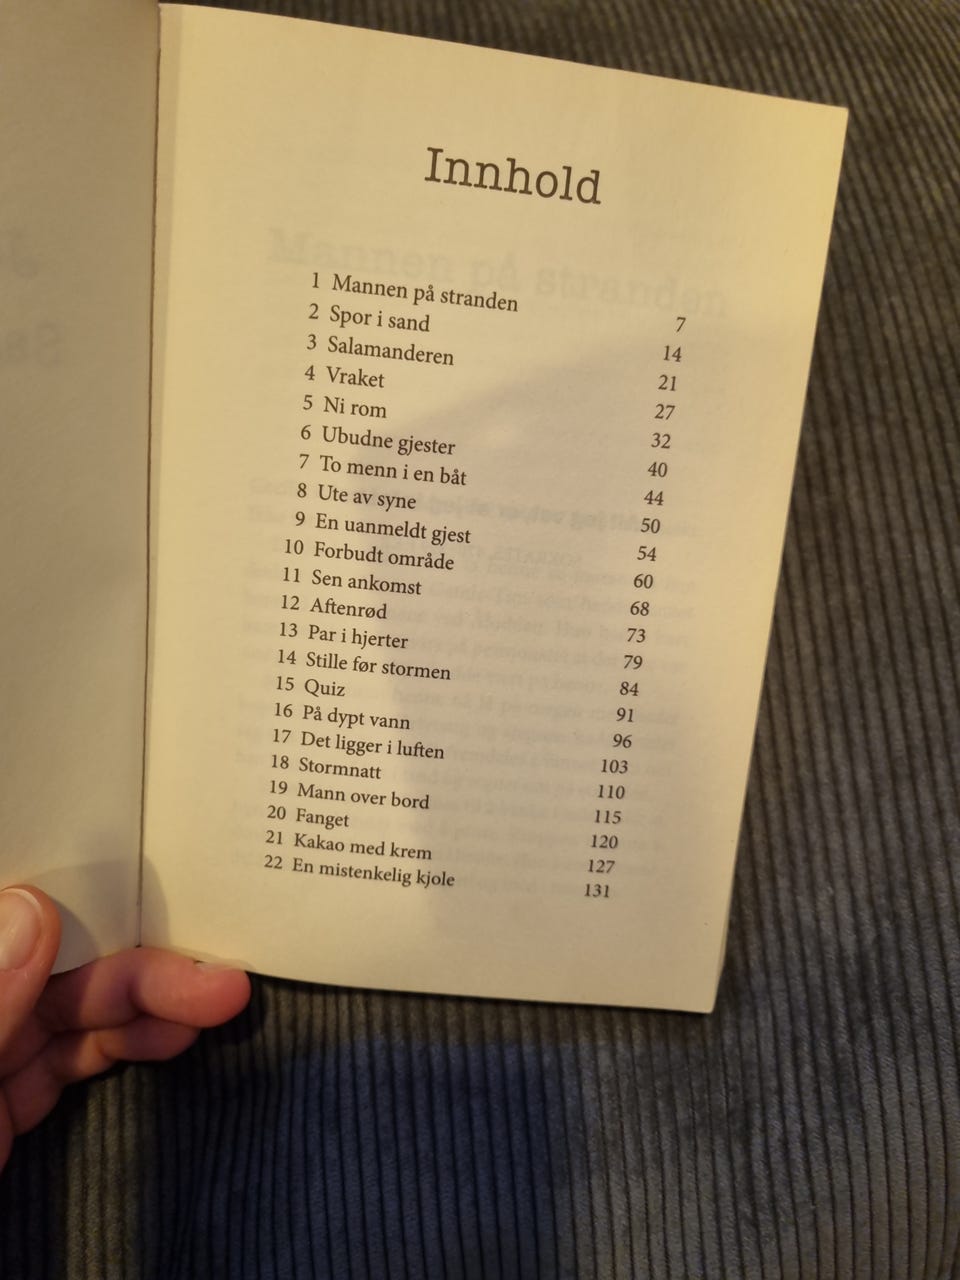 Innhold
1 Mannen på stranden 7
2 Spor i sand 14
3 Salamanderen 21
4 Vraket 27
5 Ni rom 32
6 Ubudne gjester 40
7 To menn i en båt 44
8 Ute av syne 50
9 En uanmeldt gjest 54
10 Forbudt område 60
11 Sen ankomst 68
12 Aftenrød 73
13 Par i hjerter 79
14 Stille før stormen 84
15 Quiz 91
16 På dypt vann 96
17 Det ligger i luften 103
18 Stormnatt 110
19 Mann over bord 115
20 Fanget 120
21 Kakao med krem 127
22 En mistenkelig kjole 131